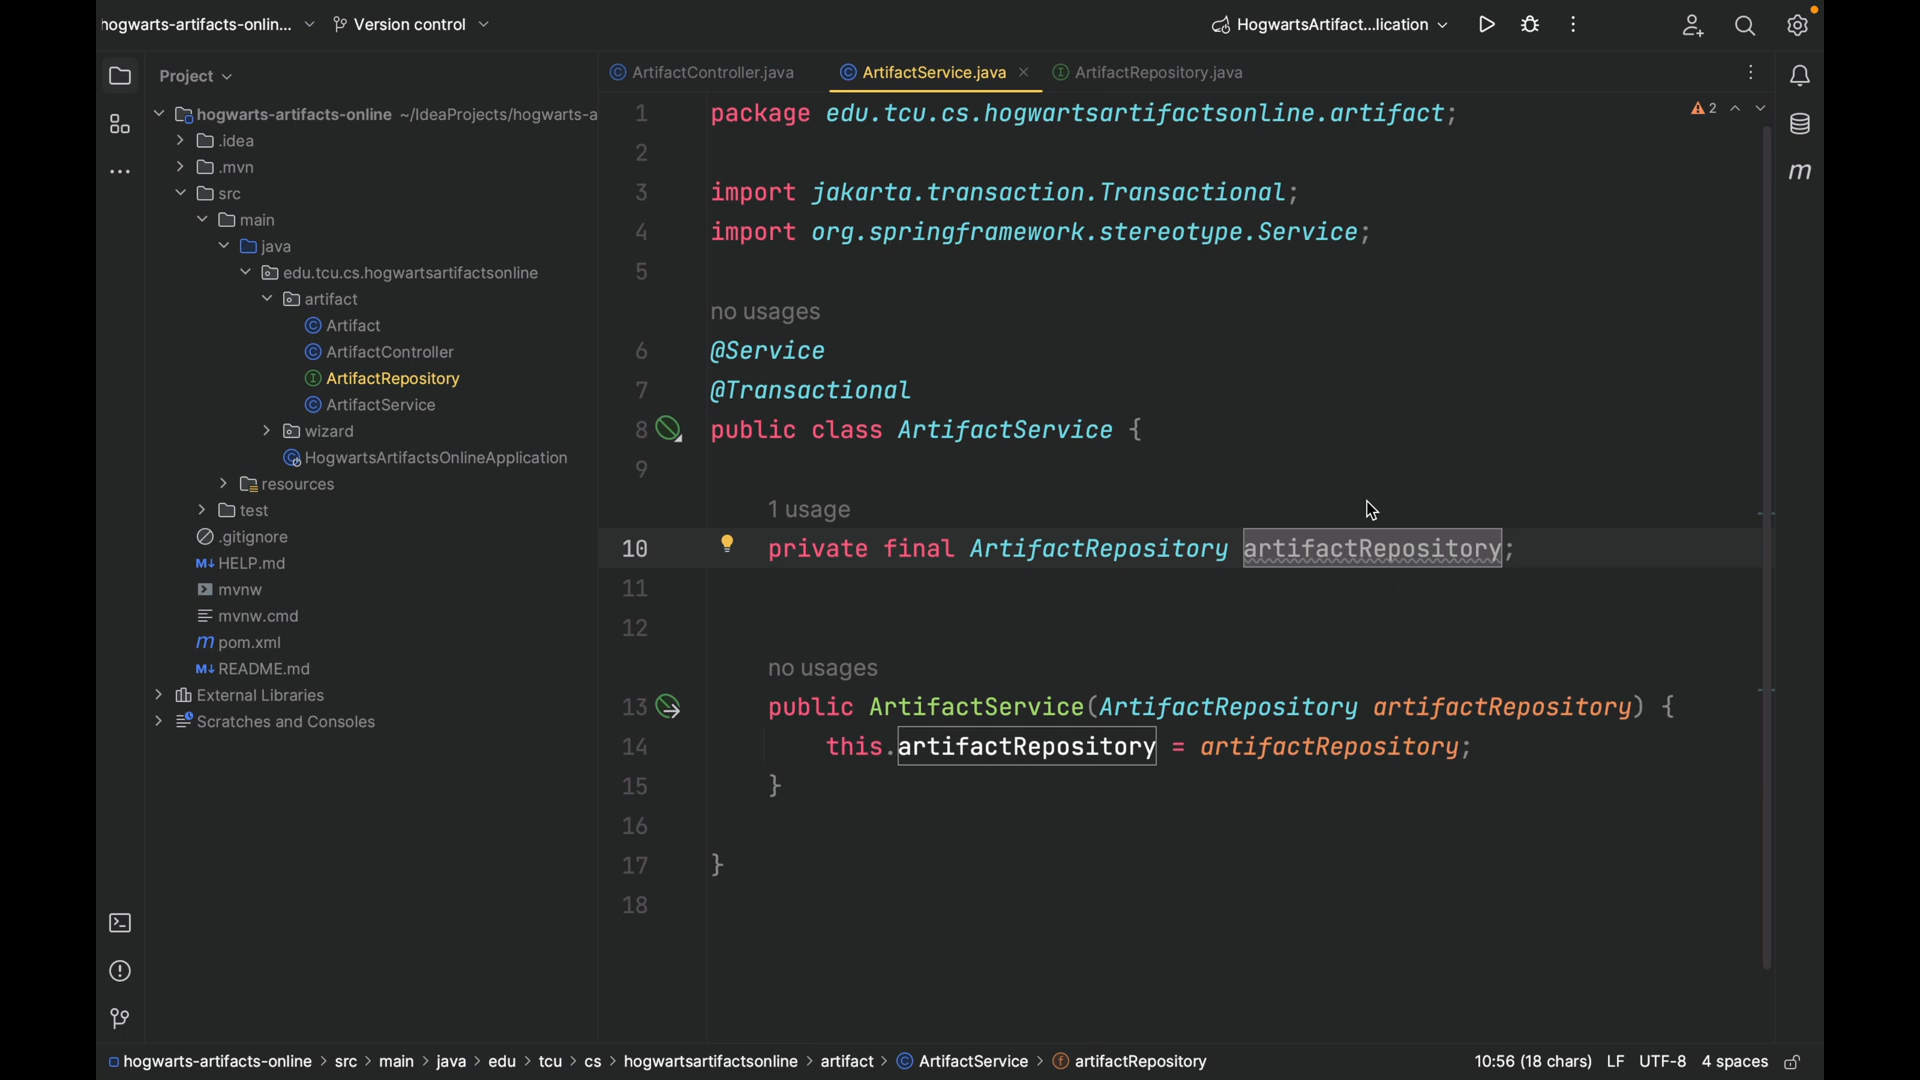 hogwarts-artifacts-onlin...
Version control
HogwartsArtifact...lication
Project
hogwarts-artifacts-online ~/IdeaProjects/hogwarts-a
.idea
.mvn
src
main
java
edu.tcu.cs.hogwartsartifactsonline
artifact
Artifact
ArtifactController
ArtifactRepository
ArtifactService
wizard
HogwartsArtifactsOnlineApplication
resources
test
.gitignore
HELP.md
mvnw
mvnw.cmd
pom.xml
README.md
External Libraries
Scratches and Consoles
ArtifactController.java
ArtifactService.java
ArtifactRepository.java
2
1 package edu.tcu.cs.hogwartsartifactsonline.artifact;
2
3 import jakarta.transaction.Transactional;
4 import org.springframework.stereotype.Service;
5
no usages
6 @Service
7 @Transactional
8 public class ArtifactService {
9
1 usage
10 private final ArtifactRepository artifactRepository;
11
12
no usages
13 public ArtifactService(ArtifactRepository artifactRepository) {
14 this.artifactRepository = artifactRepository;
15 }
16
17 }
18
hogwarts-artifacts-online > src > main > java > edu > tcu > cs > hogwartsartifactsonline > artifact > ArtifactService > artifactRepository
10:56 (18 chars) LF UTF-8 4 spaces